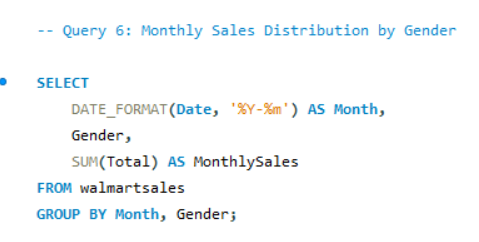 -- Query 6: Monthly Sales Distribution by Gender
SELECT
DATE_FORMAT(Date, '%Y-%m') AS Month,
Gender,
SUM(Total) AS MonthlySales
FROM walmartsales
GROUP BY Month, Gender;